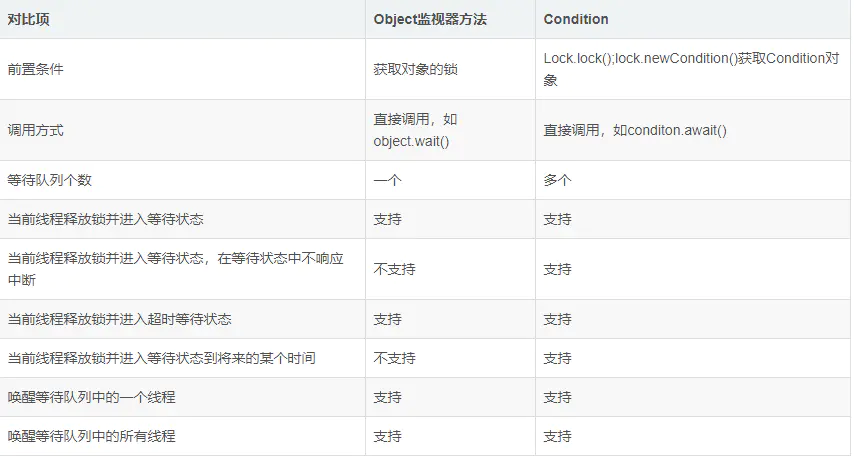 对比项 Object监视器方法 Condition
前置条件 获取对象的锁 Lock.lock();lock.newCondition()获取Condition对
象
调用方式 直接调用，如
object.wait() 直接调用，如conditon.await()
等待队列个数 一个 多个
当前线程释放锁并进入等待状态 支持 支持
当前线程释放锁并进入等待状态，在等待状态中不响应
中断 不支持 支持
当前线程释放锁并进入超时等待状态 支持 支持
当前线程释放锁并进入等待状态到将来的某个时间 不支持 支持
唤醒等待队列中的一个线程 支持 支持
唤醒等待队列中的所有线程 支持 支持